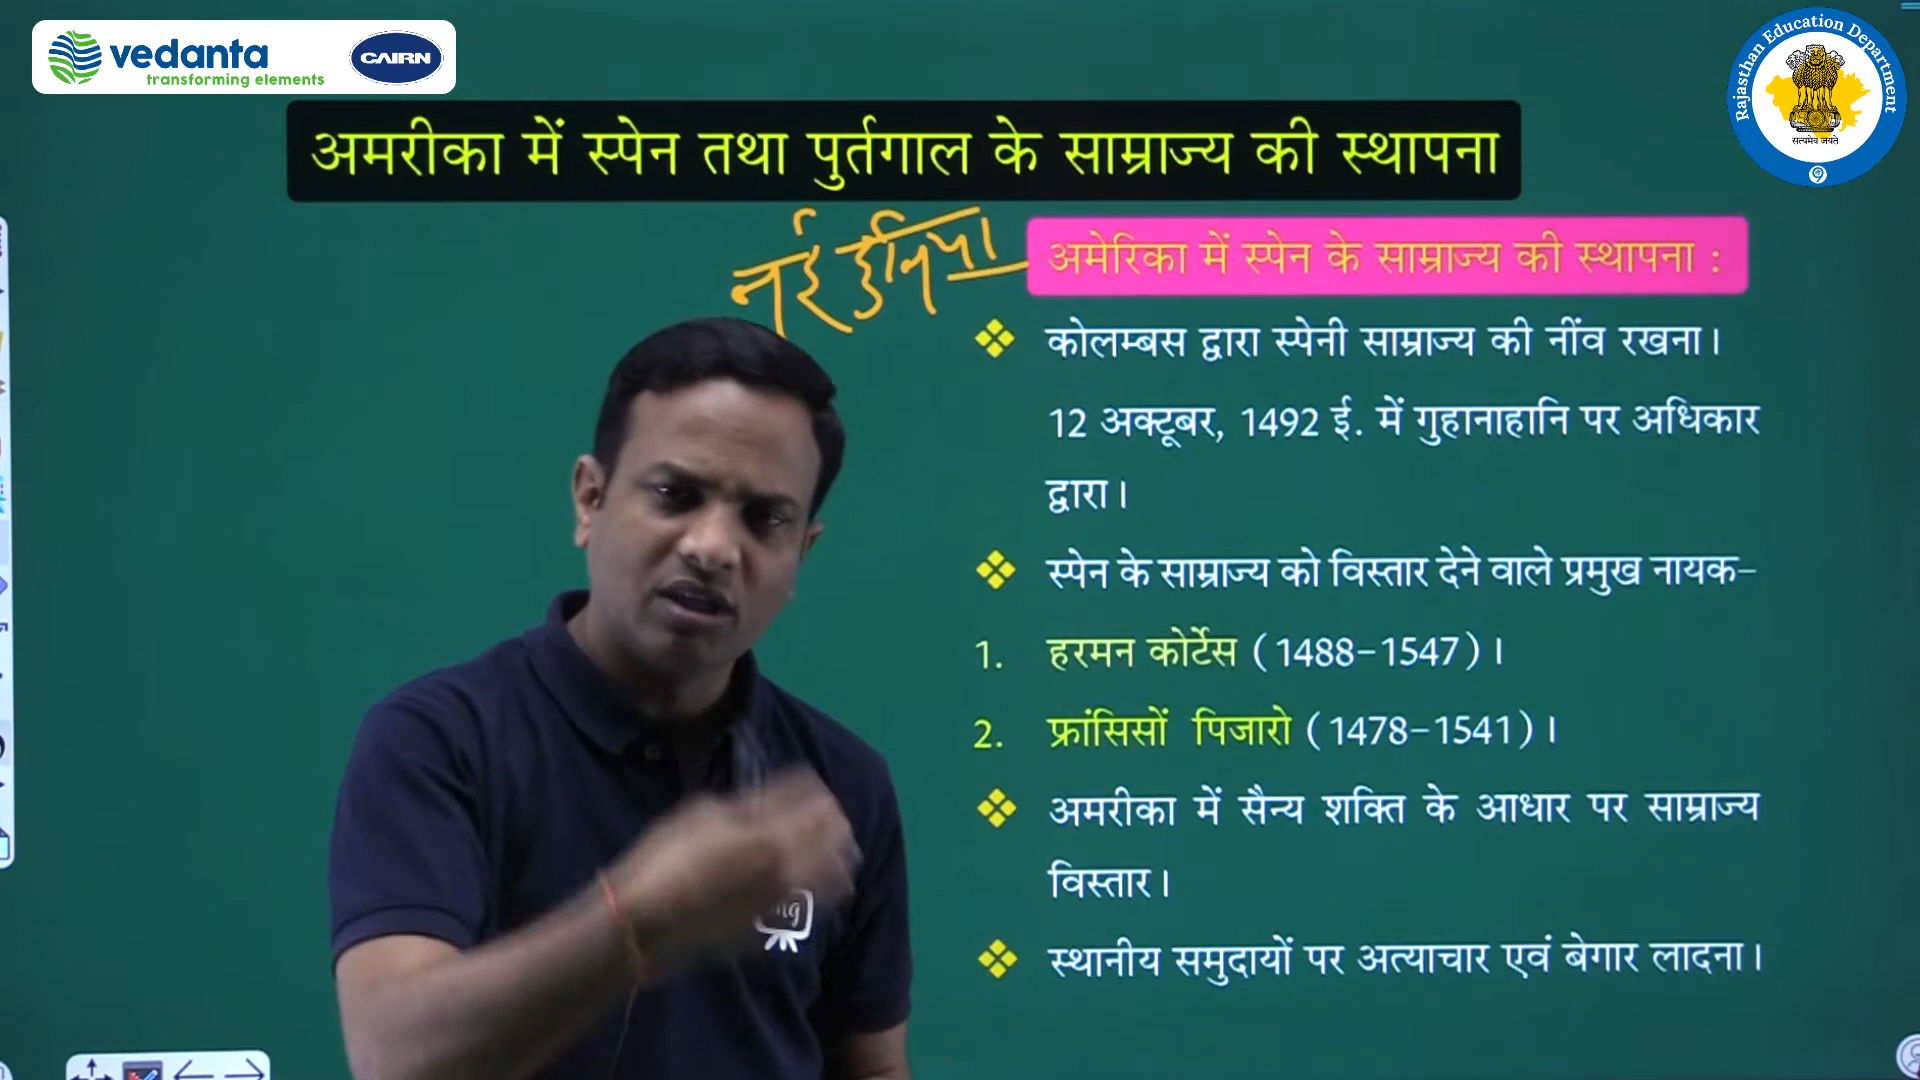 vedanta
transforming elements
CAIRN
Rajasthan Education Department
सत्यमेव जयते
अमरीका में स्पेन तथा पुर्तगाल के साम्राज्य की स्थापना
नई दुनिया
अमेरिका में स्पेन के साम्राज्य की स्थापना :
❖ कोलम्बस द्वारा स्पेनी साम्राज्य की नींव रखना।
12 अक्टूबर, 1492 ई. में गुहानाहानि पर अधिकार
द्वारा।
❖ स्पेन के साम्राज्य को विस्तार देने वाले प्रमुख नायक–
1. हरमन कोर्टेस (1488–1547)।
2. फ्रांसिसों पिजारो (1478–1541)।
❖ अमरीका में सैन्य शक्ति के आधार पर साम्राज्य
विस्तार।
❖ स्थानीय समुदायों पर अत्याचार एवं बेगार लादना।